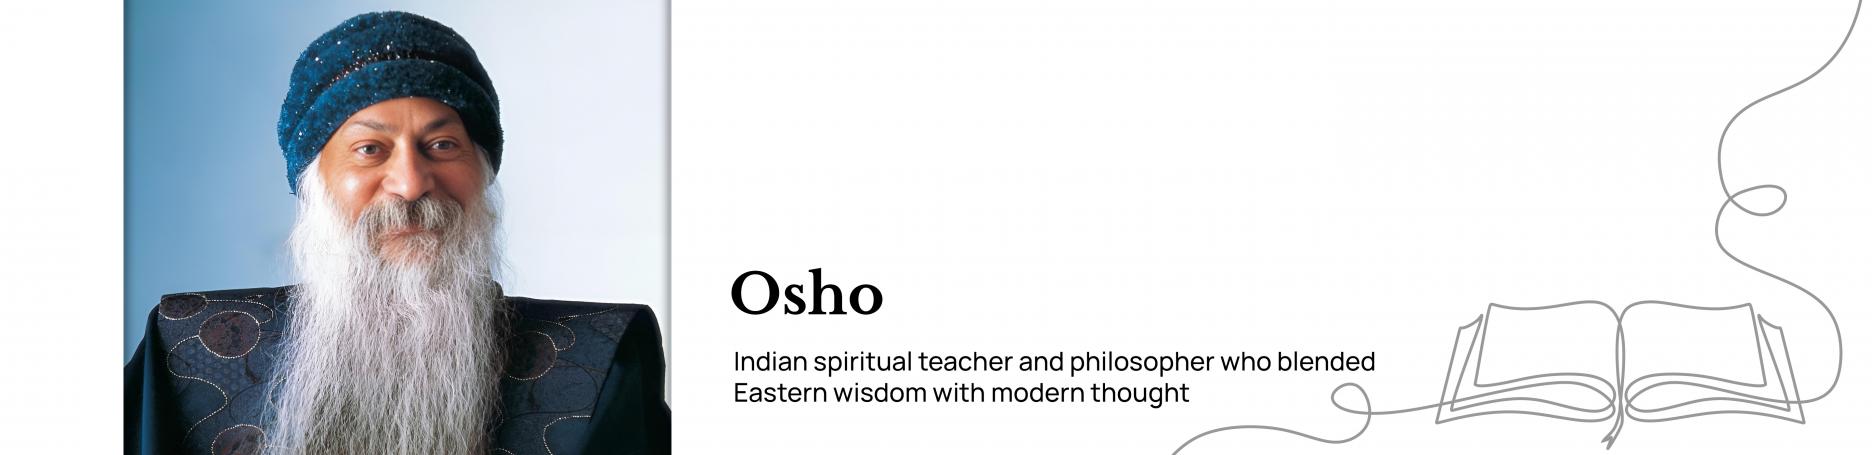 Osho
Indian spiritual teacher and philosopher who blended
Eastern wisdom with modern thought